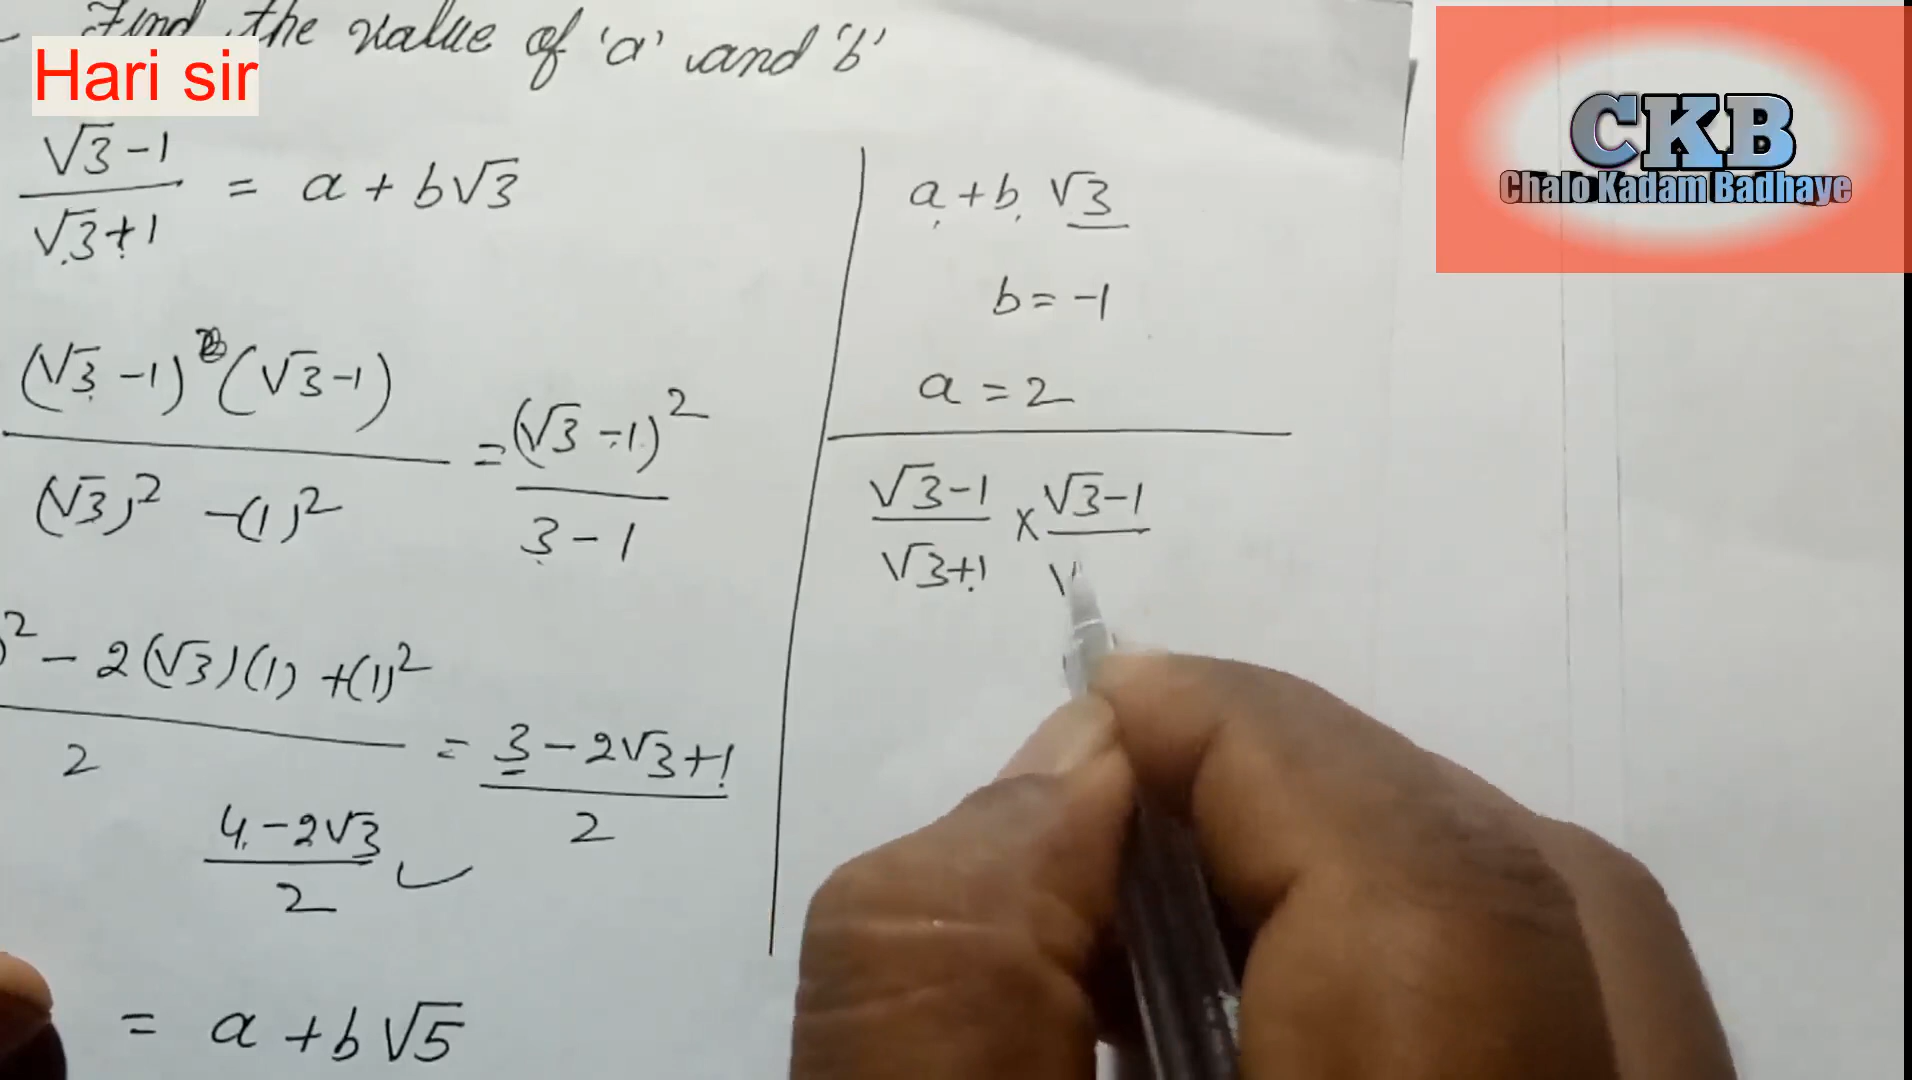 Find the value of 'a' and 'b'
Hari sir
CKB
Chalo Kadam Badhaye
√3-1/√3+1 = a + b√3
(√3-1)(√3-1)/(√3)² -(1)² = (√3-1)²/3-1
² - 2(√3)(1) +(1)²/2 = 3-2√3+1/2
4-2√3/2 ✓
= a + b√5
a+b √3
b = -1
a = 2
√3-1/√3+1 × √3-1/√